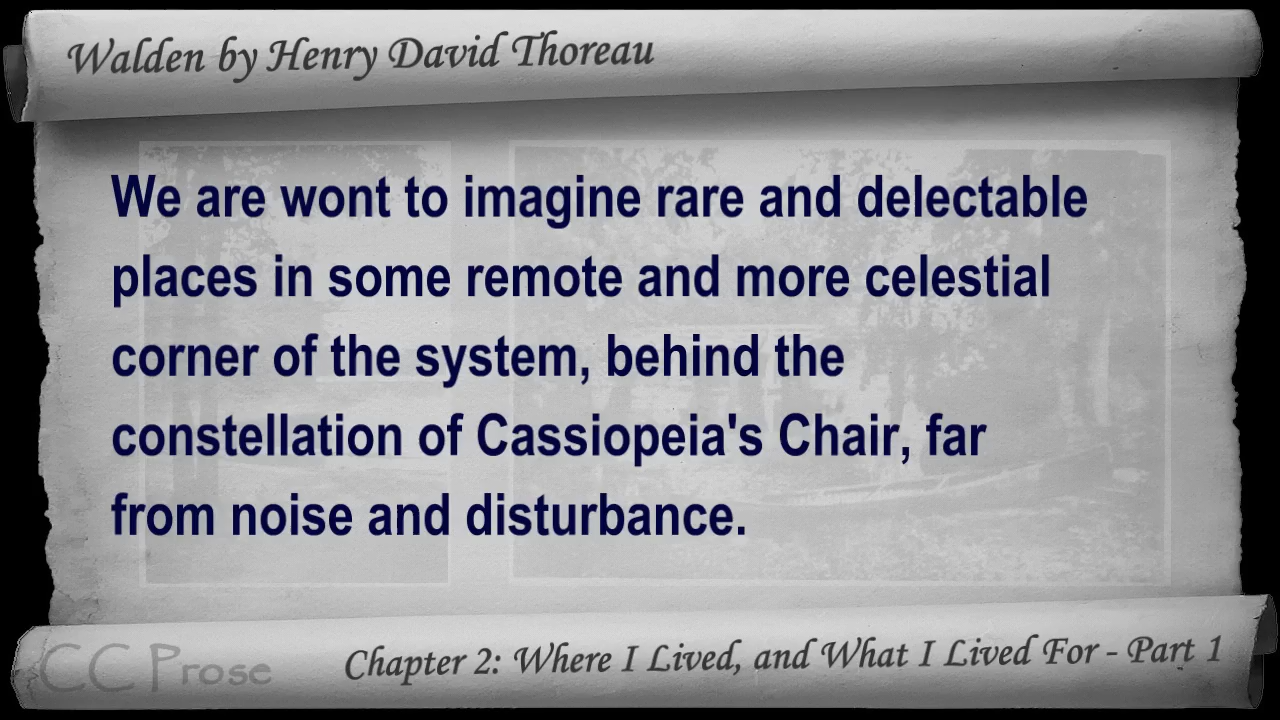 Walden by Henry David Thoreau
We are wont to imagine rare and delectable
places in some remote and more celestial
corner of the system, behind the
constellation of Cassiopeia's Chair, far
from noise and disturbance.
CC Prose
Chapter 2: Where I Lived, and What I Lived For - Part 1